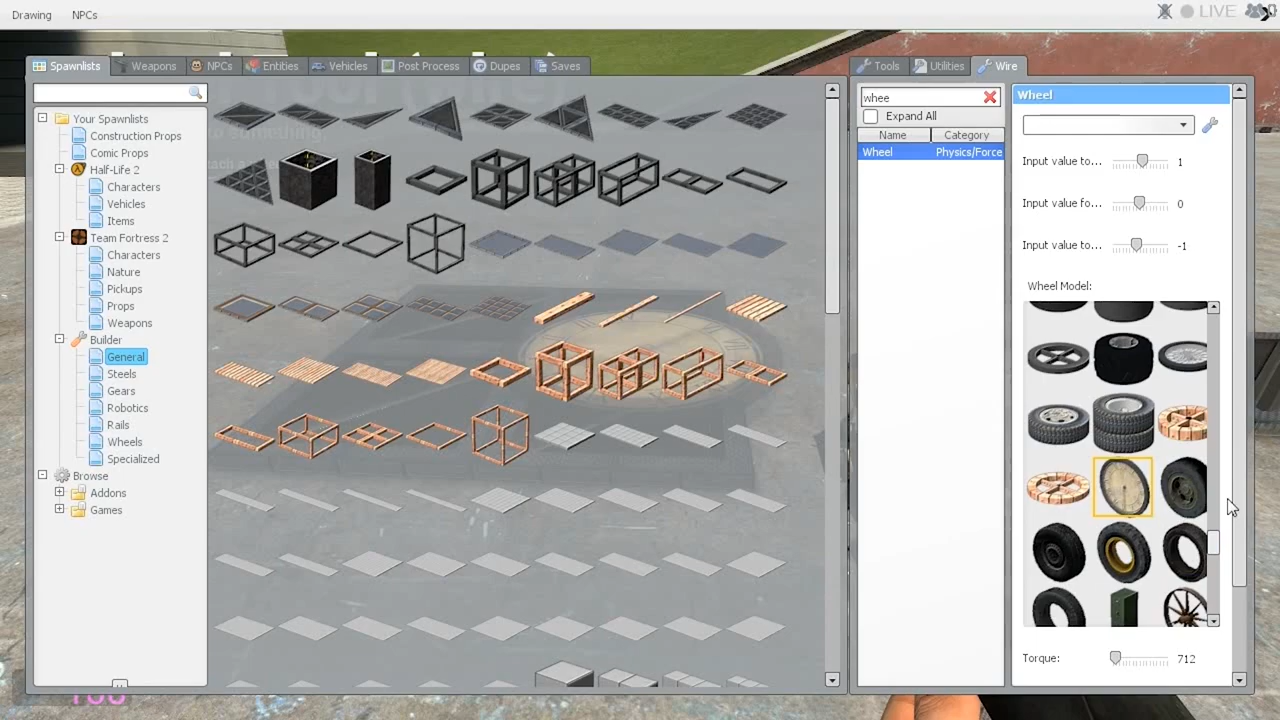 Drawing NPCs
LIVE
Spawnlists Weapons NPCs Entities Vehicles Post Process Dupes Saves
Tools Utilities Wire
whee
Expand All
Name Category
Wheel Physics/Force
Your Spawnlists
Construction Props
Comic Props
Half-Life 2
Characters
Vehicles
Items
Team Fortress 2
Characters
Nature
Pickups
Props
Weapons
Builder
General
Steels
Gears
Robotics
Rails
Wheels
Specialized
Browse
Addons
Games
to something.
Wheel
Input value to... 1
Input value fo... 0
Input value to... -1
Wheel Model:
Torque: 712
100